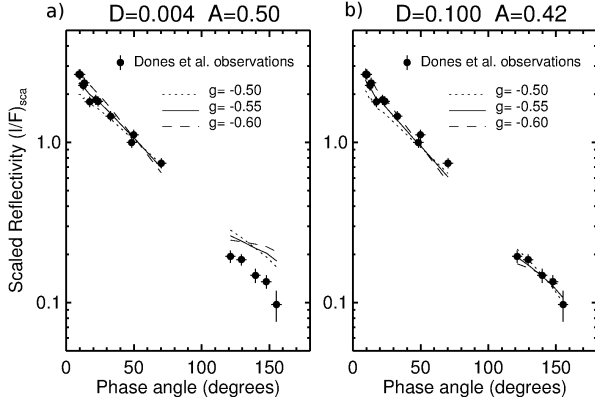 a) D=0.004 A=0.50
b) D=0.100 A=0.42
Scaled Reflectivity (I/F)sca
1.0
0.1
Dones et al. observations
g= -0.50
g= -0.55
g= -0.60
0 50 100 150
Phase angle (degrees)
1.0
0.1
Dones et al. observations
g= -0.50
g= -0.55
g= -0.60
0 50 100 150
Phase angle (degrees)